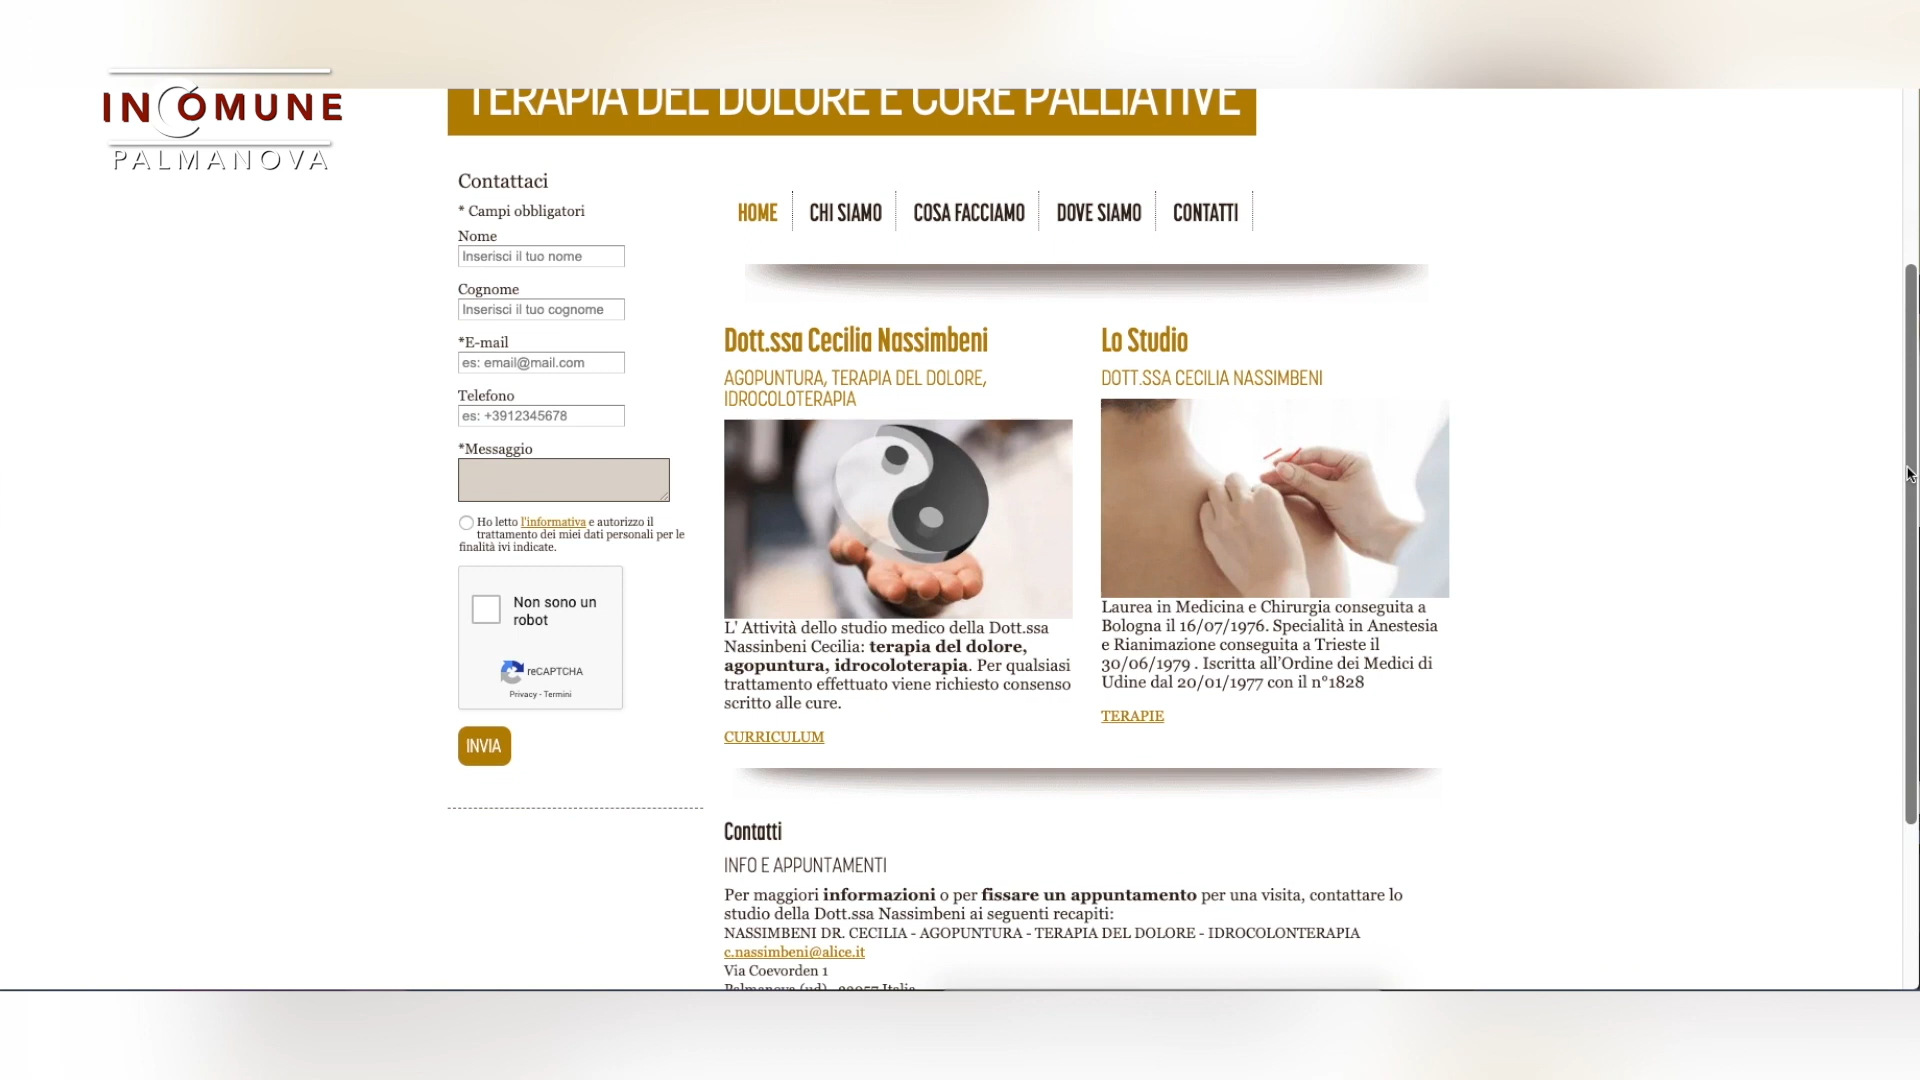 INCOMUNE
PALMANOVA
TERAPIA DEL DOLORE E CURE PALLIATIVE
Contattaci
* Campi obbligatori
Nome
Inserisci il tuo nome
Cognome
Inserisci il tuo cognome
*E-mail
es: email@mail.com
Telefono
es: +3912345678
*Messaggio
Ho letto l'informativa e autorizzo il
trattamento dei miei dati personali per le
finalità ivi indicate.
Non sono un
robot
reCAPTCHA
Privacy - Termini
INVIA
HOME
CHI SIAMO
COSA FACCIAMO
DOVE SIAMO
CONTATTI
Dott.ssa Cecilia Nassimbeni
AGOPUNTURA, TERAPIA DEL DOLORE,
IDROCOLOTERAPIA
L' Attività dello studio medico della Dott.ssa
Nassinbeni Cecilia: terapia del dolore,
agopuntura, idrocoloterapia. Per qualsiasi
trattamento effettuato viene richiesto consenso
scritto alle cure.
CURRICULUM
Lo Studio
DOTT.SSA CECILIA NASSIMBENI
Laurea in Medicina e Chirurgia conseguita a
Bologna il 16/07/1976. Specialità in Anestesia
e Rianimazione conseguita a Trieste il
30/06/1979 . Iscritta all'Ordine dei Medici di
Udine dal 20/01/1977 con il n°1828
TERAPIE
Contatti
INFO E APPUNTAMENTI
Per maggiori informazioni o per fissare un appuntamento per una visita, contattare lo
studio della Dott.ssa Nassimbeni ai seguenti recapiti:
NASSIMBENI DR. CECILIA - AGOPUNTURA - TERAPIA DEL DOLORE - IDROCOLONTERAPIA
c.nassimbeni@alice.it
Via Coevorden 1
Palmanova (ud) Italia